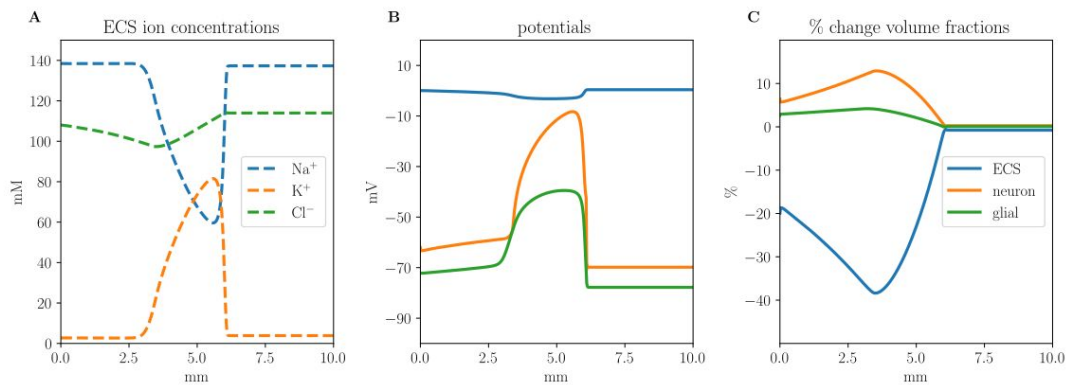 A
ECS ion concentrations
140
120
100
80
60
40
20
0
mM
Na⁺
K⁺
Cl⁻
0.0 2.5 5.0 7.5 10.0
mm
B
potentials
10
−10
−30
−50
−70
−90
mV
0.0 2.5 5.0 7.5 10.0
mm
C
% change volume fractions
10
0
−10
−20
−30
−40
%
ECS
neuron
glial
0.0 2.5 5.0 7.5 10.0
mm